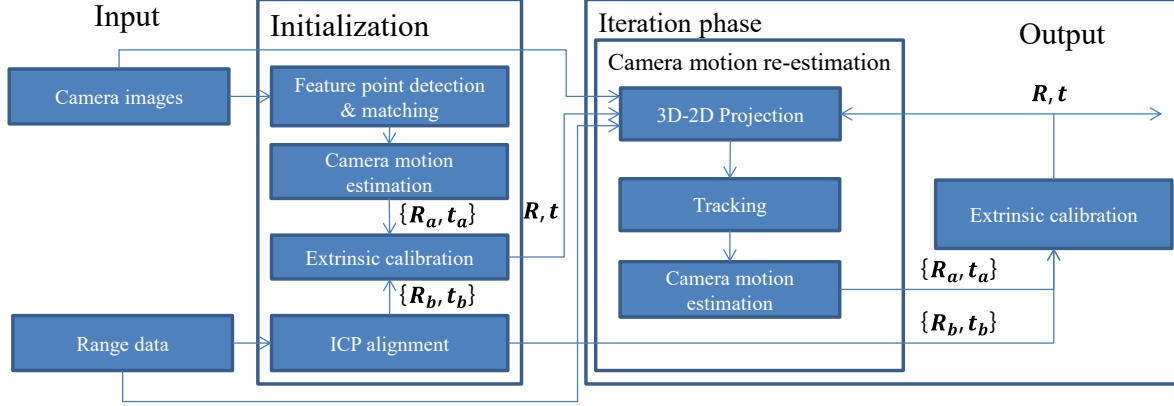 Input
Initialization
Iteration phase
Output
Camera motion re-estimation
Camera images
Feature point detection
& matching
3D-2D Projection
R, t
Camera motion
estimation
{R_a, t_a}
R, t
Tracking
Extrinsic calibration
Extrinsic calibration
{R_b, t_b}
Camera motion
estimation
{R_a, t_a}
{R_b, t_b}
Range data
ICP alignment